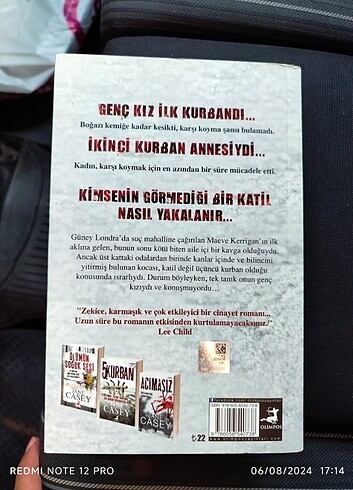 GENÇ KIZ İLK KURBANDI...
Boğazı kemiğe kadar kesikti, karşı koyma şansı bulamadı.
İKİNCİ KURBAN ANNESİYDİ...
Kadın, karşı koymak için en azından bir süre mücadele etti.
KİMSENİN GÖRMEDİĞİ BİR KATİL
NASIL YAKALANIR...
Güney Londra'da suç mahalline çağırılan Maeve Kerrigan'ın ilk
aklına gelen, bunun sonu kötü biten aile içi bir kavga olduğuydu.
Ancak üst kattaki odalardan birinde kanlar içinde ve bilincini
yitirmiş bulunan kocası, katil değil üçüncü kurban olduğu
konusunda ısrarlıydı. Durum böyleyken, tek tanık onun genç
kızıydı ve konuşmuyordu…
"Zekice, karmaşık ve çok etkileyici bir cinayet romanı...
Uzun süre bu romanın etkisinden kurtulamayacaksınız!"
Lee Child
ÖLÜMÜN
SOĞUK SESİ
JANE
CASEY
5.KURBAN
CASEY
ACIMASIZ
CASEY
₺22
OLİMPOS
REDMI NOTE 12 PRO
06/08/2024 17:14